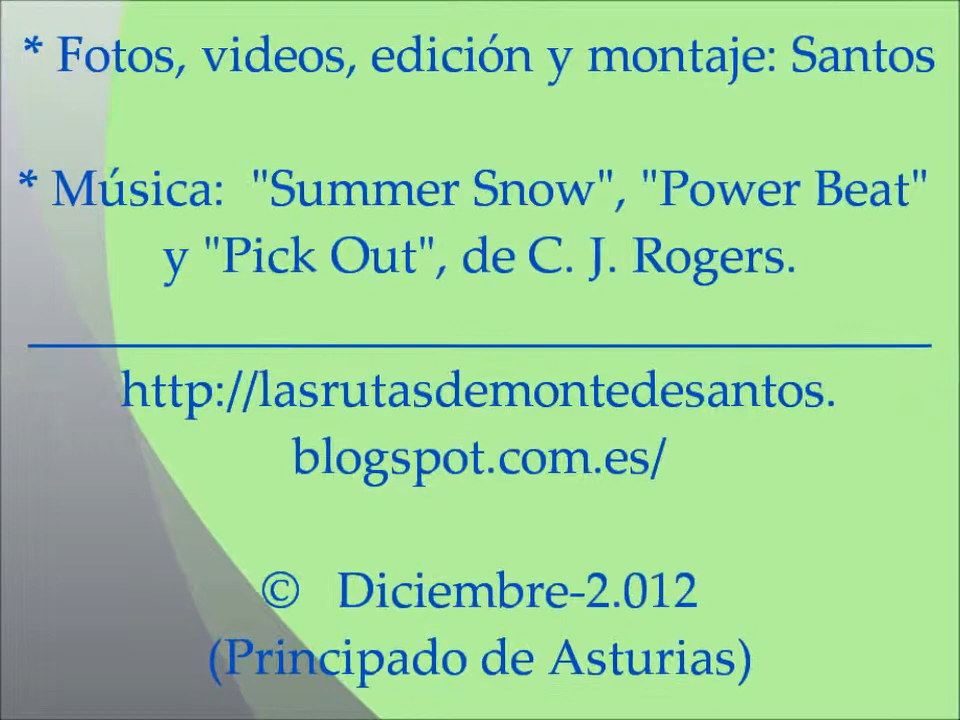 * Fotos, videos, edición y montaje: Santos
* Música:  "Summer Snow", "Power Beat"
y "Pick Out", de C. J. Rogers.
http://lasrutasdemontedesantos.
blogspot.com.es/
©   Diciembre-2.012
(Principado de Asturias)